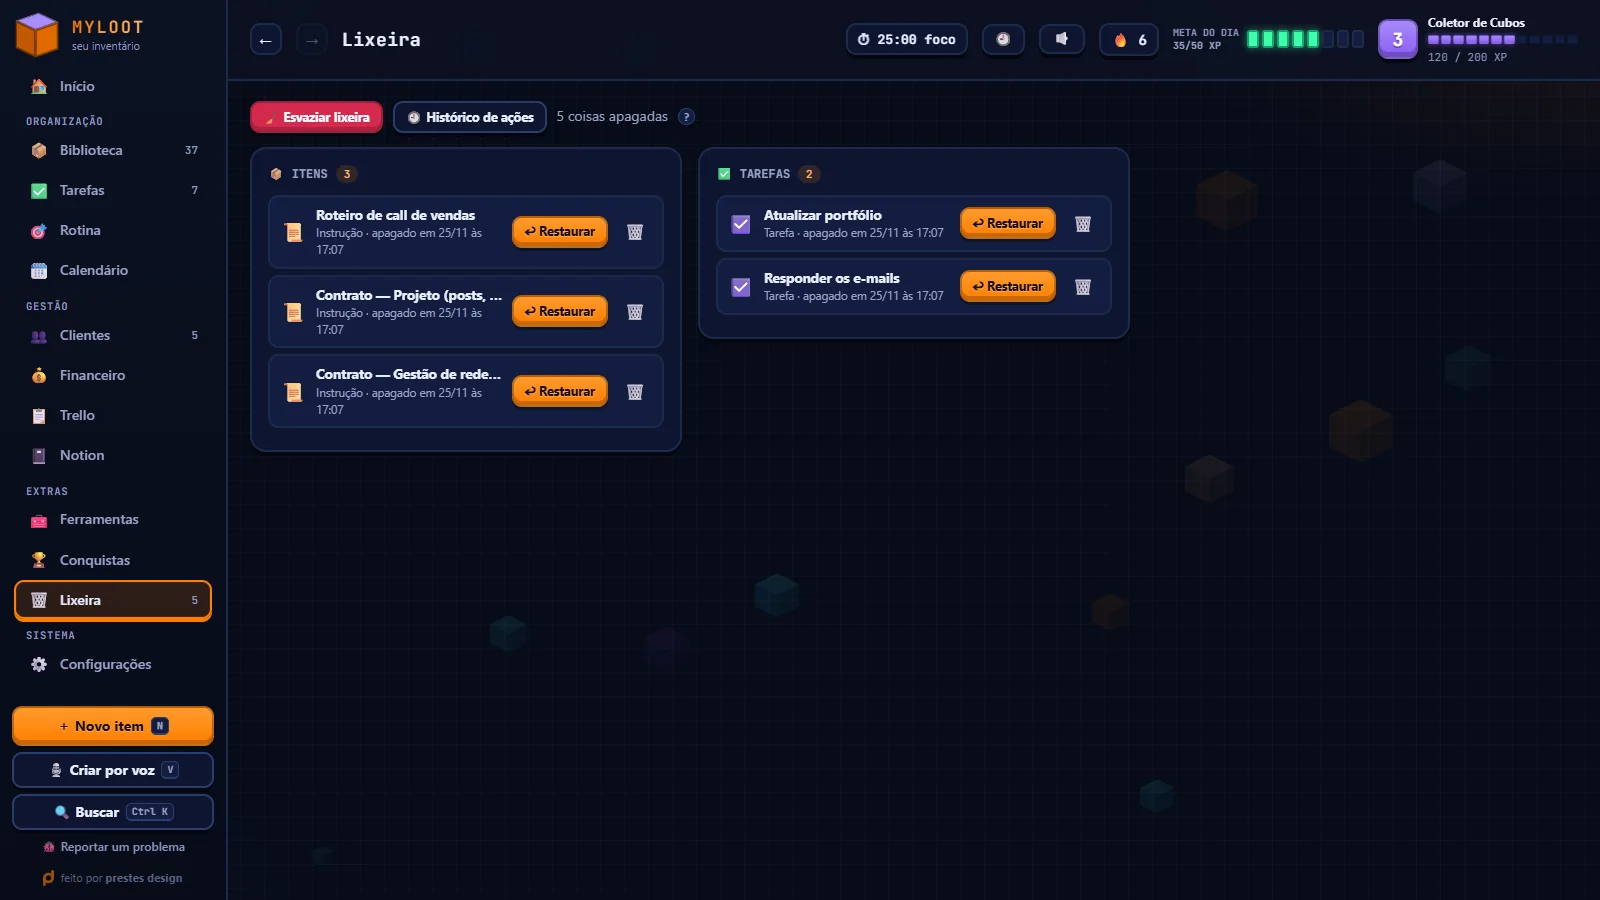 MYLOOT
seu inventário
Início
ORGANIZAÇÃO
Biblioteca 37
Tarefas 7
Rotina
Calendário
GESTÃO
Clientes 5
Financeiro
Trello
Notion
EXTRAS
Ferramentas
Conquistas
Lixeira 5
SISTEMA
Configurações
+ Novo item N
Criar por voz V
Buscar Ctrl K
Reportar um problema
feito por prestes design
← → Lixeira
25:00 foco
6
META DO DIA
35/50 XP
3
Coletor de Cubos
120 / 200 XP
Esvaziar lixeira
Histórico de ações
5 coisas apagadas ?
ITENS 3
Roteiro de call de vendas
Instrução · apagado em 25/11 às
17:07
↩ Restaurar
Contrato — Projeto (posts, ...
Instrução · apagado em 25/11 às
17:07
↩ Restaurar
Contrato — Gestão de rede...
Instrução · apagado em 25/11 às
17:07
↩ Restaurar
TAREFAS 2
Atualizar portfólio
Tarefa · apagado em 25/11 às 17:07
↩ Restaurar
Responder os e-mails
Tarefa · apagado em 25/11 às 17:07
↩ Restaurar